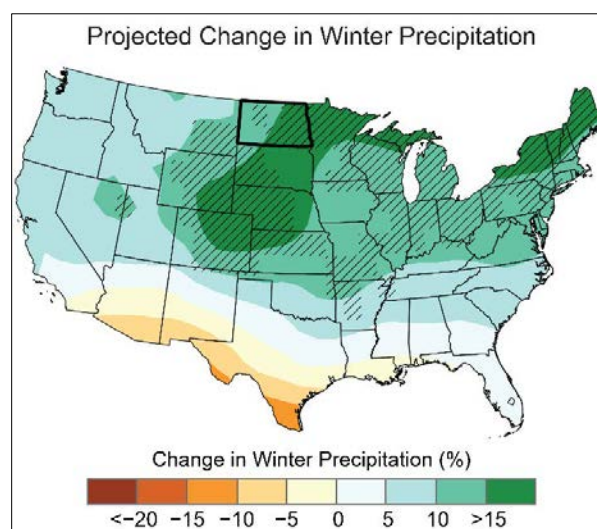 Projected Change in Winter Precipitation
Change in Winter Precipitation (%)
<-20 -15 -10 -5 0 5 10 >15